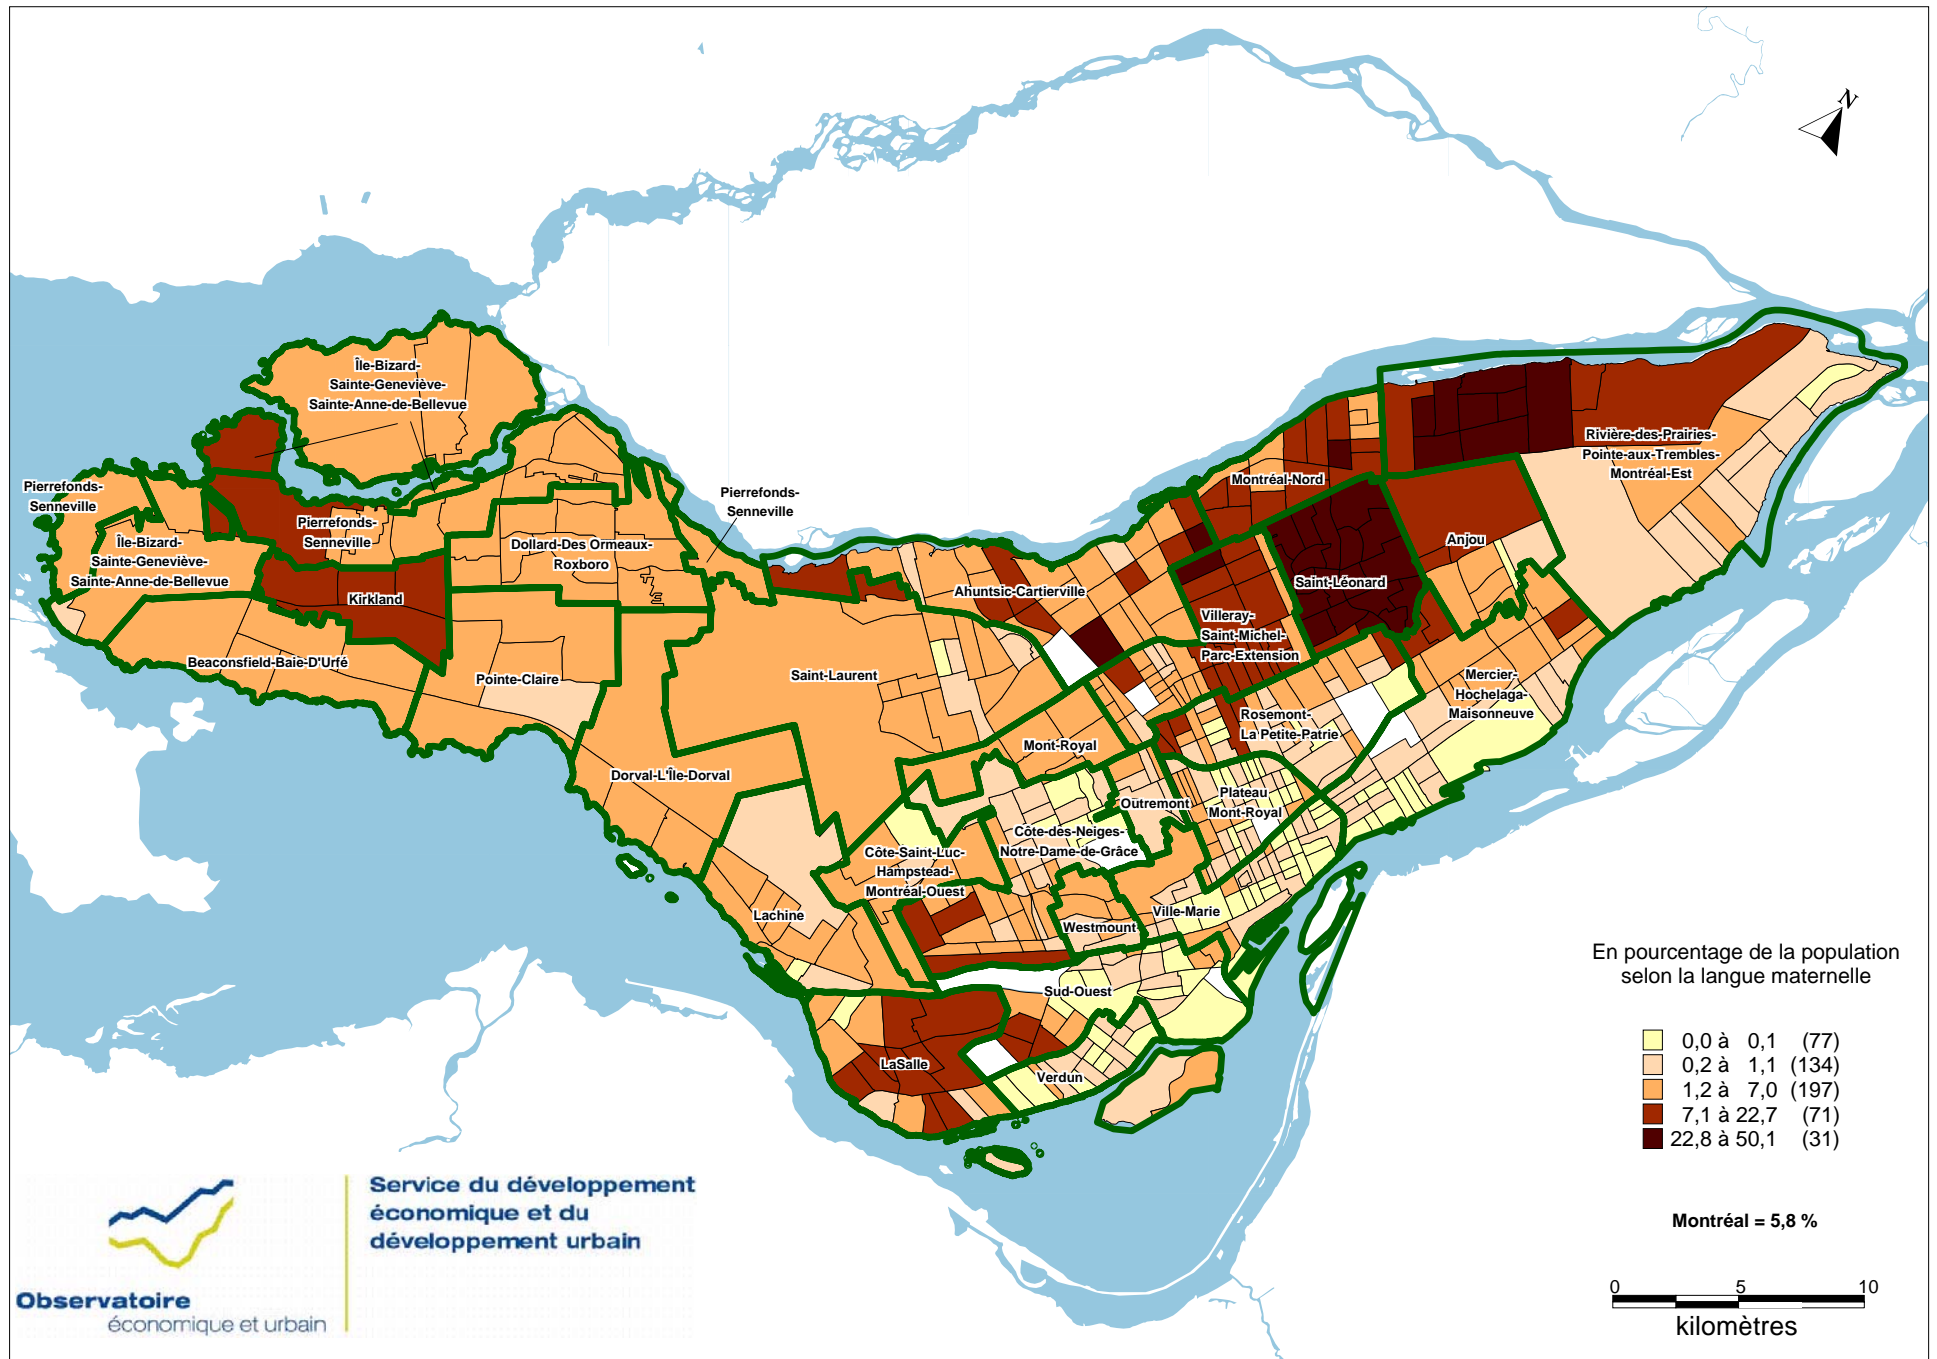 N
Île-Bizard-
Sainte-Geneviève-
Sainte-Anne-de-Bellevue
Pierrefonds-
Senneville
Pierrefonds-
Senneville
Pierrefonds-
Senneville
Île-Bizard-
Sainte-Geneviève-
Sainte-Anne-de-Bellevue
Dollard-Des Ormeaux-
Roxboro
Kirkland
Beaconsfield-Baie-D'Urfé
Pointe-Claire
Dorval-L'Île-Dorval
Saint-Laurent
Ahuntsic-Cartierville
Montréal-Nord
Rivière-des-Prairies-
Pointe-aux-Trembles-
Montréal-Est
Anjou
Saint-Léonard
Villeray-
Saint-Michel-
Parc-Extension
Mercier-
Hochelaga-
Maisonneuve
Rosemont-
La Petite-Patrie
Mont-Royal
Outremont
Plateau
Mont-Royal
Côte-des-Neiges-
Notre-Dame-de-Grâce
Côte-Saint-Luc-
Hampstead-
Montréal-Ouest
Lachine
Westmount
Ville-Marie
Sud-Ouest
LaSalle
Verdun
En pourcentage de la population
selon la langue maternelle
0,0 à 0,1 (77)
0,2 à 1,1 (134)
1,2 à 7,0 (197)
7,1 à 22,7 (71)
22,8 à 50,1 (31)
Montréal = 5,8 %
0 5 10
kilomètres
Service du développement
économique et du
développement urbain
Observatoire
économique et urbain